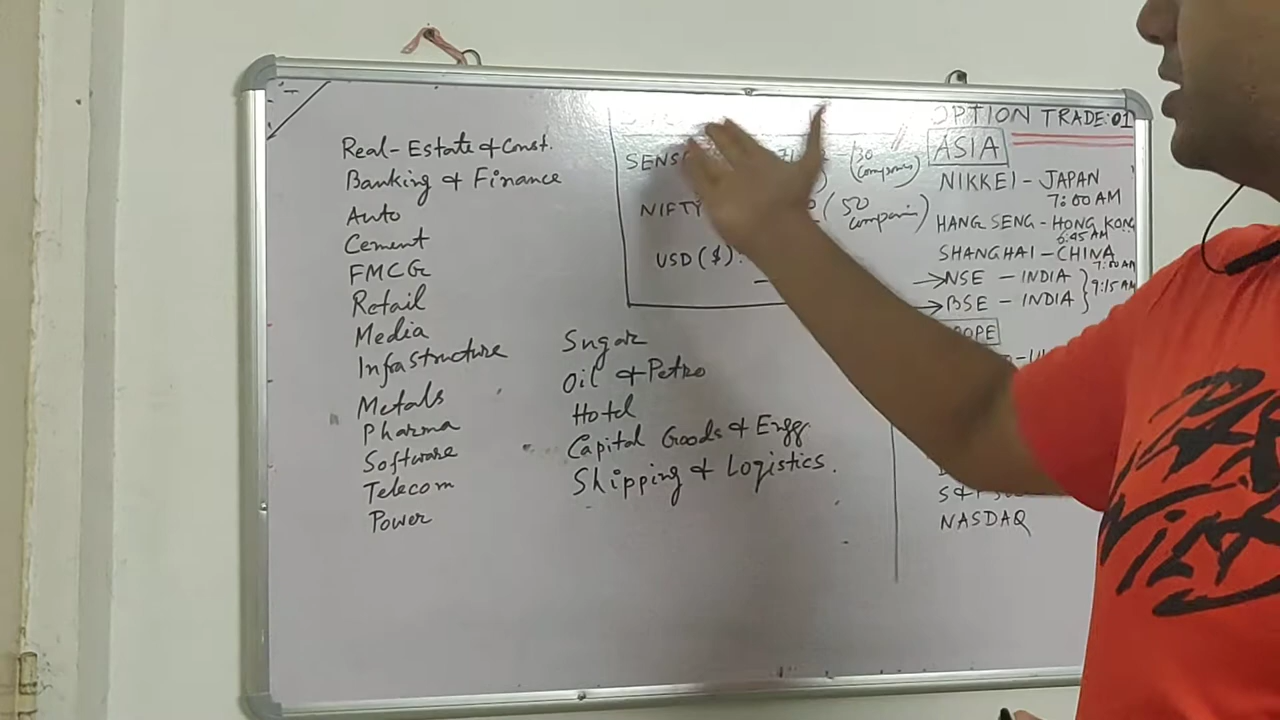 Real-Estate & Const.
Banking & Finance
Auto
Cement
FMCG
Retail
Media
Infrastructure
Metals
Pharma
Software
Telecom
Power
Sugar
Oil & Petro
Hotel
Capital Goods & Engg.
Shipping & Logistics.
(30
companies)
NIFTY
(50
companies)
USD ($):
OPTION TRADE:01
ASIA
NIKKEI - JAPAN
7:00 AM
HANG SENG - HONG KONG
6:45 AM
SHANGHAI - CHINA
7:00 AM
→NSE - INDIA
9:15 AM
→BSE - INDIA
NASDAQ